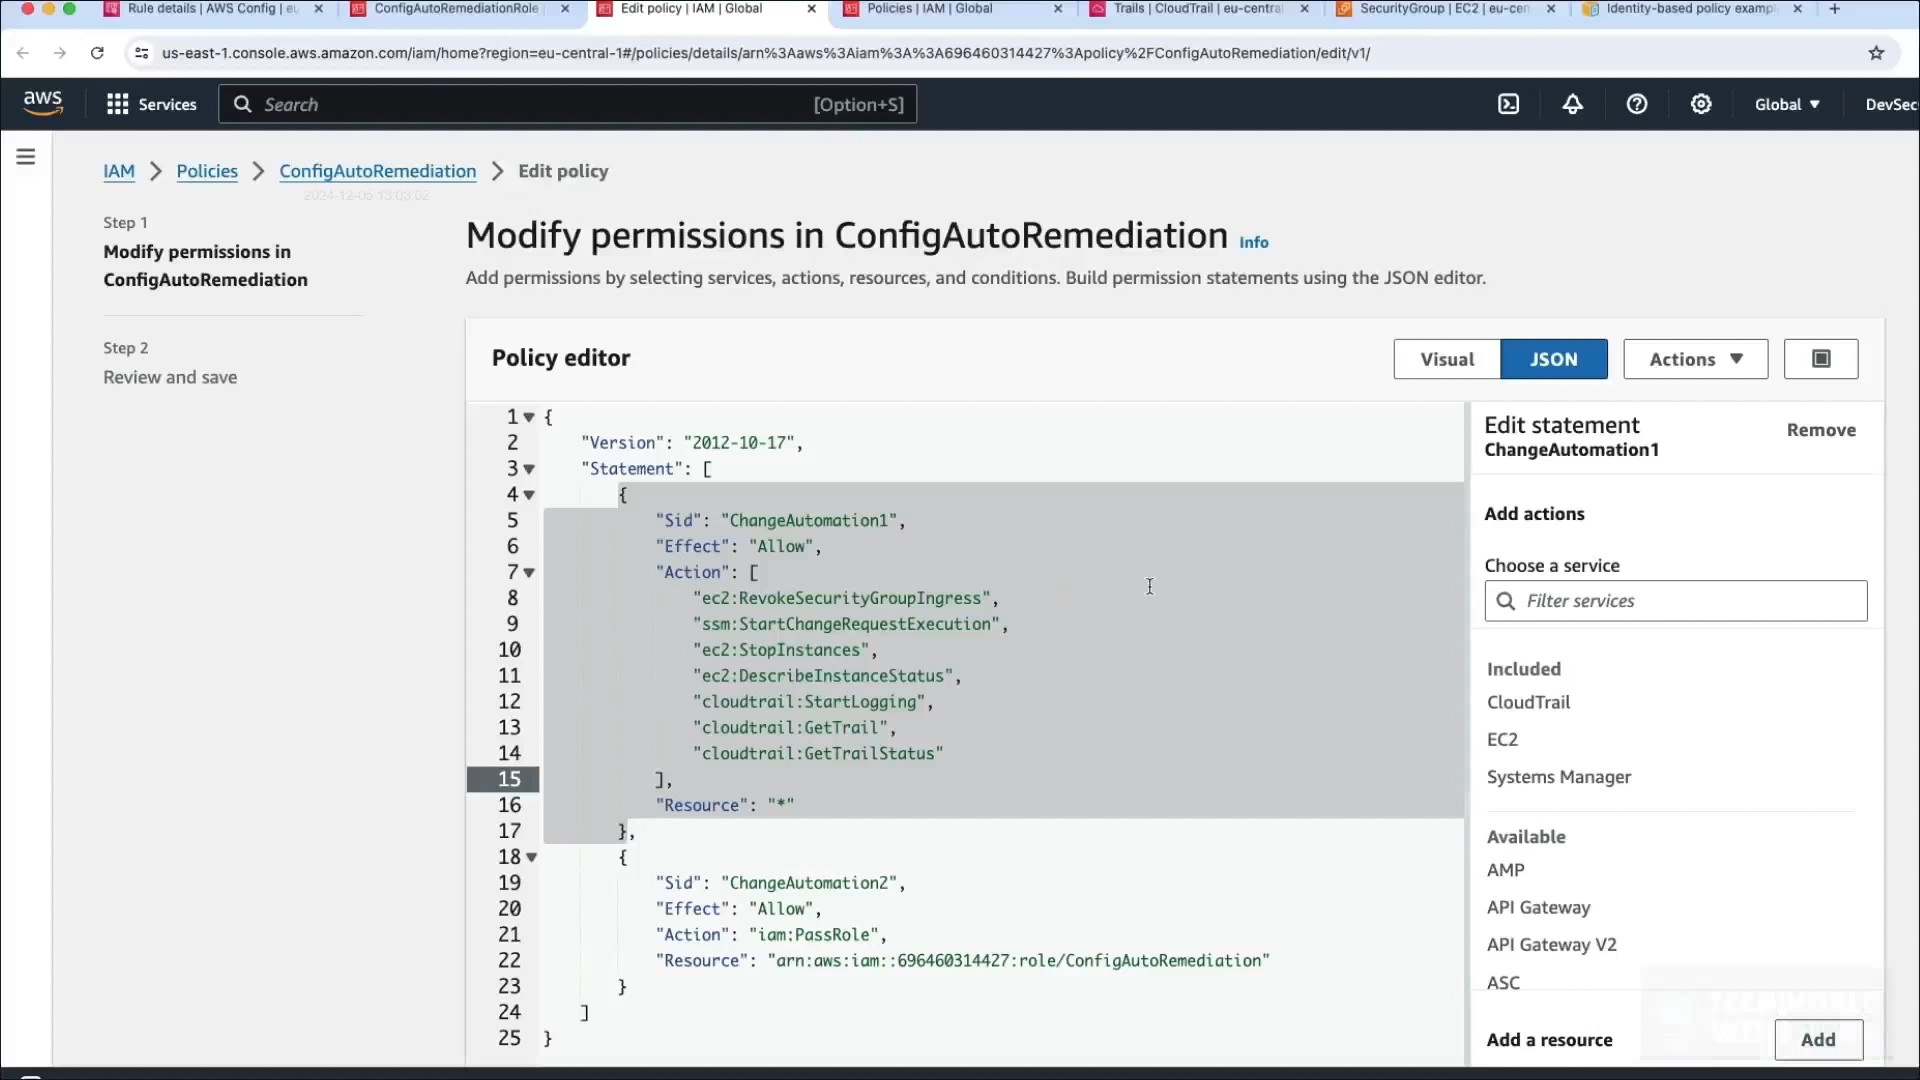 Rule details | AWS Config | eu
ConfigAutoRemediationRole
Edit policy | IAM | Global
Policies | IAM | Global
Trails | CloudTrail | eu-central
SecurityGroup | EC2 | eu-cen
Identity-based policy exampl
us-east-1.console.aws.amazon.com/iam/home?region=eu-central-1#/policies/details/arn%3Aaws%3Aiam%3A%3A696460314427%3Apolicy%2FConfigAutoRemediation/edit/v1/
aws
Services
Search
[Option+S]
Global
DevSec
IAM
Policies
ConfigAutoRemediation
Edit policy
2024-12-05 13:03:02
Step 1
Modify permissions in
ConfigAutoRemediation
Step 2
Review and save
Modify permissions in ConfigAutoRemediation Info
Add permissions by selecting services, actions, resources, and conditions. Build permission statements using the JSON editor.
Policy editor
Visual
JSON
Actions
1 {
2 "Version": "2012-10-17",
3 "Statement": [
4 {
5 "Sid": "ChangeAutomation1",
6 "Effect": "Allow",
7 "Action": [
8 "ec2:RevokeSecurityGroupIngress",
9 "ssm:StartChangeRequestExecution",
10 "ec2:StopInstances",
11 "ec2:DescribeInstanceStatus",
12 "cloudtrail:StartLogging",
13 "cloudtrail:GetTrail",
14 "cloudtrail:GetTrailStatus"
15 ],
16 "Resource": "*"
17 },
18 {
19 "Sid": "ChangeAutomation2",
20 "Effect": "Allow",
21 "Action": "iam:PassRole",
22 "Resource": "arn:aws:iam::696460314427:role/ConfigAutoRemediation"
23 }
24 ]
25 }
Edit statement
ChangeAutomation1
Remove
Add actions
Choose a service
Filter services
Included
CloudTrail
EC2
Systems Manager
Available
AMP
API Gateway
API Gateway V2
ASC
Add a resource
Add